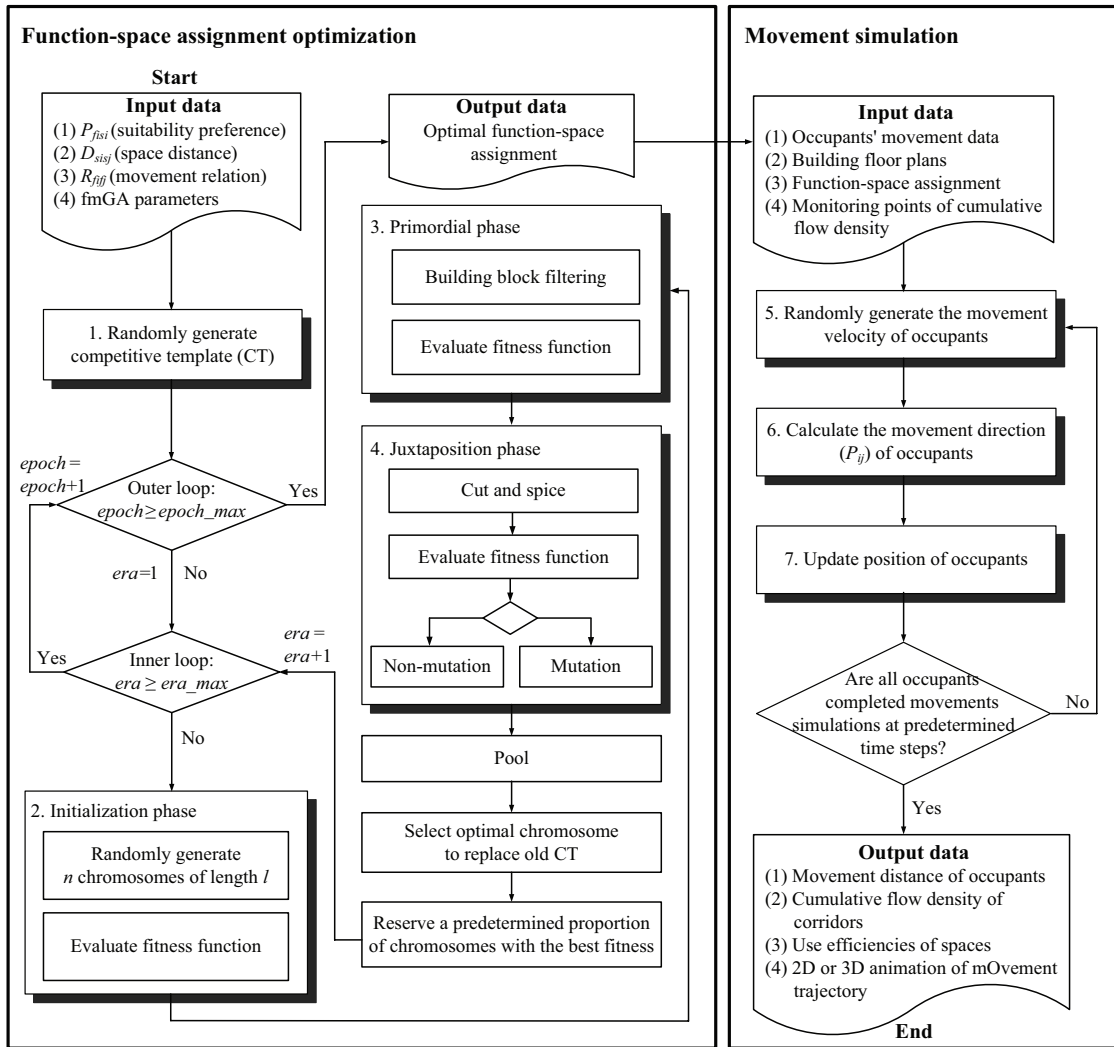 Function-space assignment optimization
Start
Input data
(1) Pfisi (suitability preference)
(2) Dsisj (space distance)
(3) Rfifj (movement relation)
(4) fmGA parameters
1. Randomly generate
competitive template (CT)
epoch =
epoch+1
Outer loop:
epoch ≥ epoch_max
Yes
era=1
No
Yes
Inner loop:
era ≥ era_max
era =
era+1
No
2. Initialization phase
Randomly generate
n chromosomes of length l
Evaluate fitness function
Output data
Optimal function-space
assignment
3. Primordial phase
Building block filtering
Evaluate fitness function
4. Juxtaposition phase
Cut and spice
Evaluate fitness function
Non-mutation
Mutation
Pool
Select optimal chromosome
to replace old CT
Reserve a predetermined proportion
of chromosomes with the best fitness
Movement simulation
Input data
(1) Occupants' movement data
(2) Building floor plans
(3) Function-space assignment
(4) Monitoring points of cumulative
flow density
5. Randomly generate the movement
velocity of occupants
6. Calculate the movement direction
(Pij) of occupants
7. Update position of occupants
Are all occupants
completed movements
simulations at predetermined
time steps?
No
Yes
Output data
(1) Movement distance of occupants
(2) Cumulative flow density of
corridors
(3) Use efficiencies of spaces
(4) 2D or 3D animation of mOvement
trajectory
End